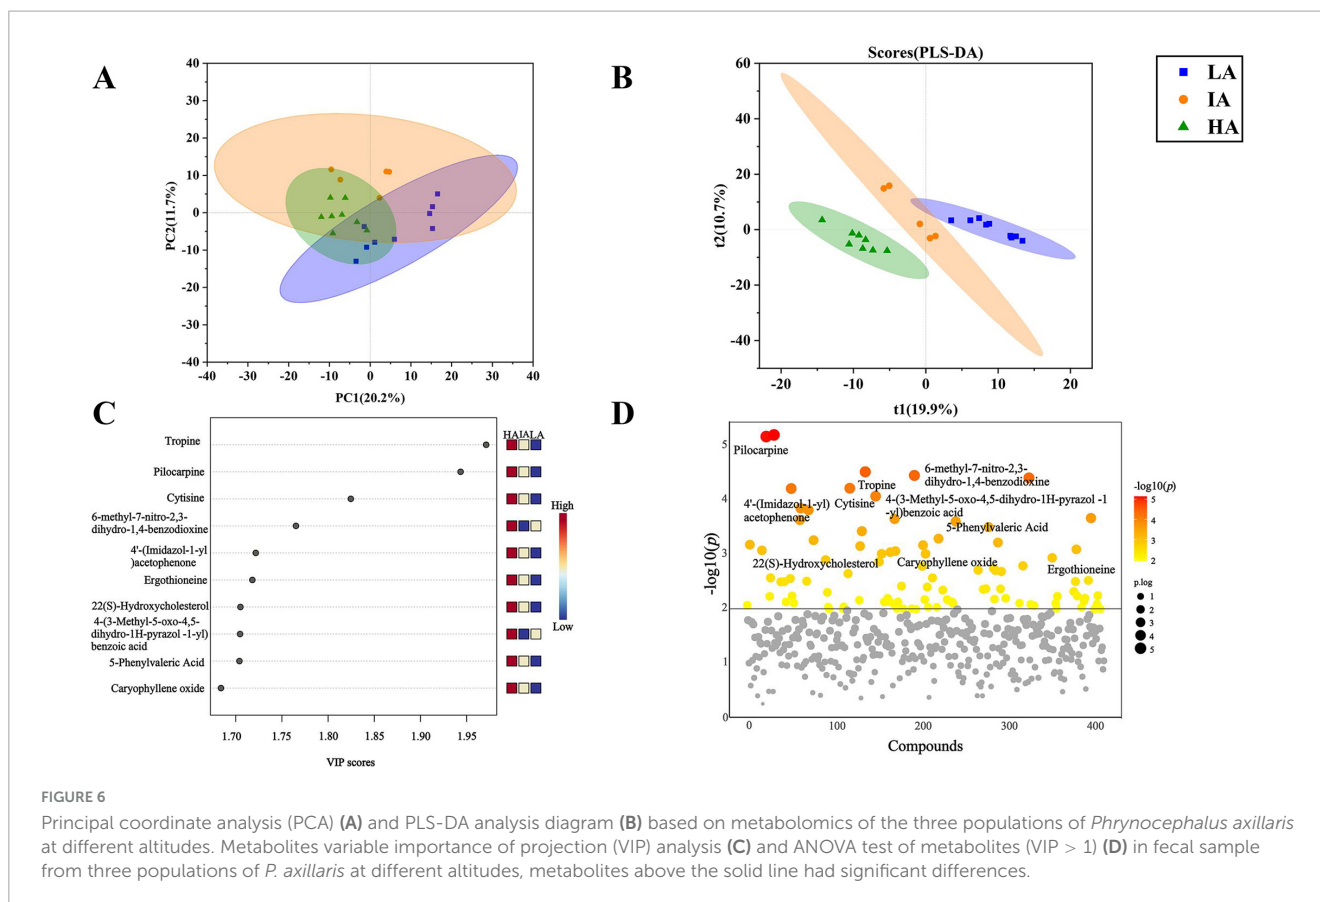 A
B
Scores(PLS-DA)
LA
IA
HA
40
30
20
10
0
-10
-20
-30
-40
PC2(11.7%)
-40 -30 -20 -10 0 10 20 30 40
PC1(20.2%)
60
40
20
0
-20
-40
t2(10.7%)
-20 -10 0 10 20
t1(19.9%)
C
HA IA LA
Tropine
Pilocarpine
Cytisine
6-methyl-7-nitro-2,3-
dihydro-1,4-benzodioxine
4'-(Imidazol-1-yl
)acetophenone
Ergothioneine
22(S)-Hydroxycholesterol
4-(3-Methyl-5-oxo-4,5-
dihydro-1H-pyrazol -1-yl)
benzoic acid
5-Phenylvaleric Acid
Caryophyllene oxide
High
Low
1.70 1.75 1.80 1.85 1.90 1.95
VIP scores
D
5
4
3
2
1
0
-log10(p)
Pilocarpine
Tropine
6-methyl-7-nitro-2,3-
dihydro-1,4-benzodioxine
4'-(Imidazol-1-yl)
acetophenone
Cytisine
4-(3-Methyl-5-oxo-4,5-dihydro-1H-pyrazol -1
-yl)benzoic acid
5-Phenylvaleric Acid
22(S)-Hydroxycholesterol
Caryophyllene oxide
Ergothioneine
0 100 200 300 400
Compounds
-log10(p)
5
4
3
2
p.log
1
2
3
4
5
FIGURE 6
Principal coordinate analysis (PCA) (A) and PLS-DA analysis diagram (B) based on metabolomics of the three populations of Phrynocephalus axillaris
at different altitudes. Metabolites variable importance of projection (VIP) analysis (C) and ANOVA test of metabolites (VIP > 1) (D) in fecal sample
from three populations of P. axillaris at different altitudes, metabolites above the solid line had significant differences.